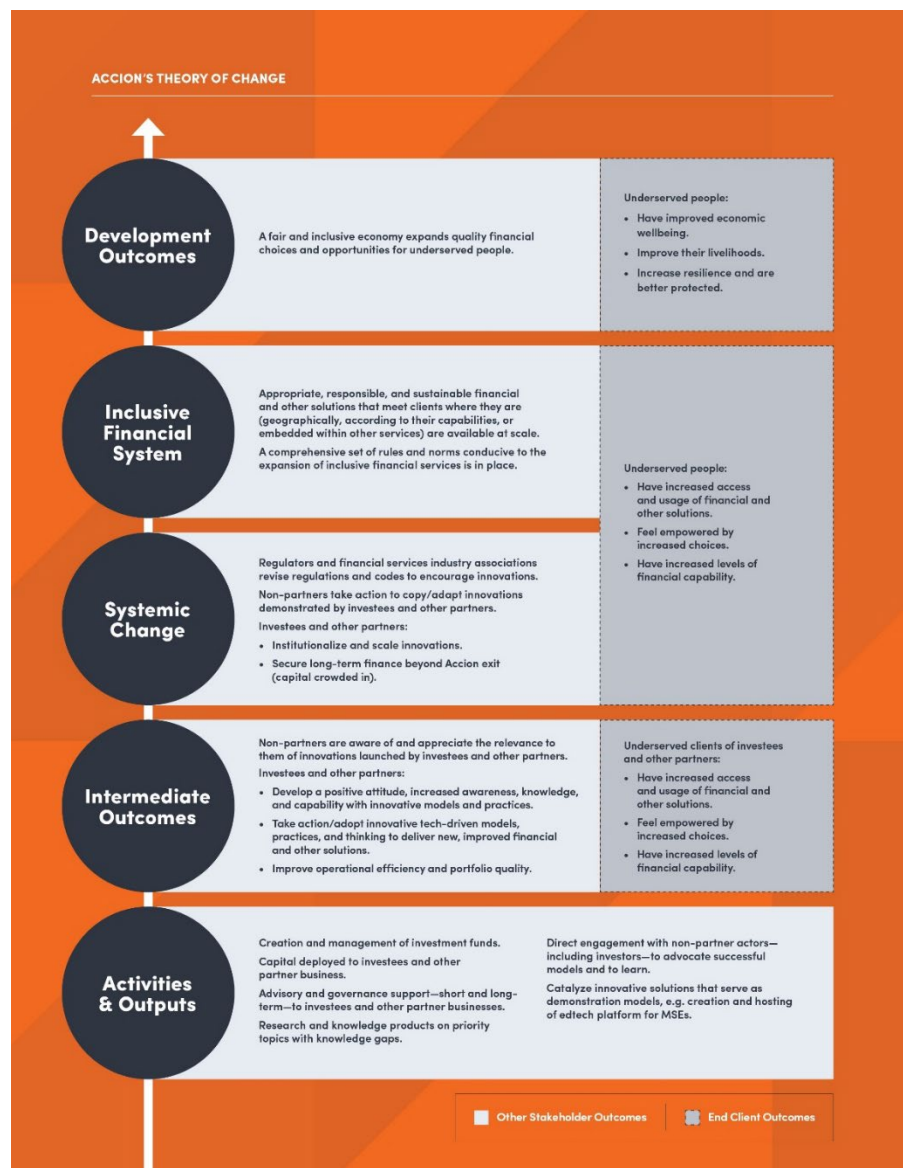 ACCION'S THEORY OF CHANGE
Development
Outcomes
A fair and inclusive economy expands quality financial
choices and opportunities for underserved people.
Underserved people:
• Have improved economic
wellbeing.
• Improve their livelihoods.
• Increase resilience and are
better protected.
Inclusive
Financial
System
Appropriate, responsible, and sustainable financial
and other solutions that meet clients where they are
(geographically, according to their capabilities, or
embedded within other services) are available at scale.
A comprehensive set of rules and norms conducive to the
expansion of inclusive financial services is in place.
Underserved people:
• Have increased access
and usage of financial and
other solutions.
• Feel empowered by
increased choices.
• Have increased levels of
financial capability.
Systemic
Change
Regulators and financial services industry associations
revise regulations and codes to encourage innovations.
Non-partners take action to copy/adapt innovations
demonstrated by investees and other partners.
Investees and other partners:
• Institutionalize and scale innovations.
• Secure long-term finance beyond Accion exit
(capital crowded in).
Intermediate
Outcomes
Non-partners are aware of and appreciate the relevance to
them of innovations launched by investees and other partners.
Investees and other partners:
• Develop a positive attitude, increased awareness, knowledge,
and capability with innovative models and practices.
• Take action/adopt innovative tech-driven models,
practices, and thinking to deliver new, improved financial
and other solutions.
• Improve operational efficiency and portfolio quality.
Underserved clients of investees
and other partners:
• Have increased access
and usage of financial and
other solutions.
• Feel empowered by
increased choices.
• Have increased levels of
financial capability.
Activities
& Outputs
Creation and management of investment funds.
Capital deployed to investees and other
partner business.
Advisory and governance support—short and long-
term—to investees and other partner businesses.
Research and knowledge products on priority
topics with knowledge gaps.
Direct engagement with non-partner actors—
including investors—to advocate successful
models and to learn.
Catalyze innovative solutions that serve as
demonstration models, e.g. creation and hosting
of edtech platform for MSEs.
Other Stakeholder Outcomes
End Client Outcomes